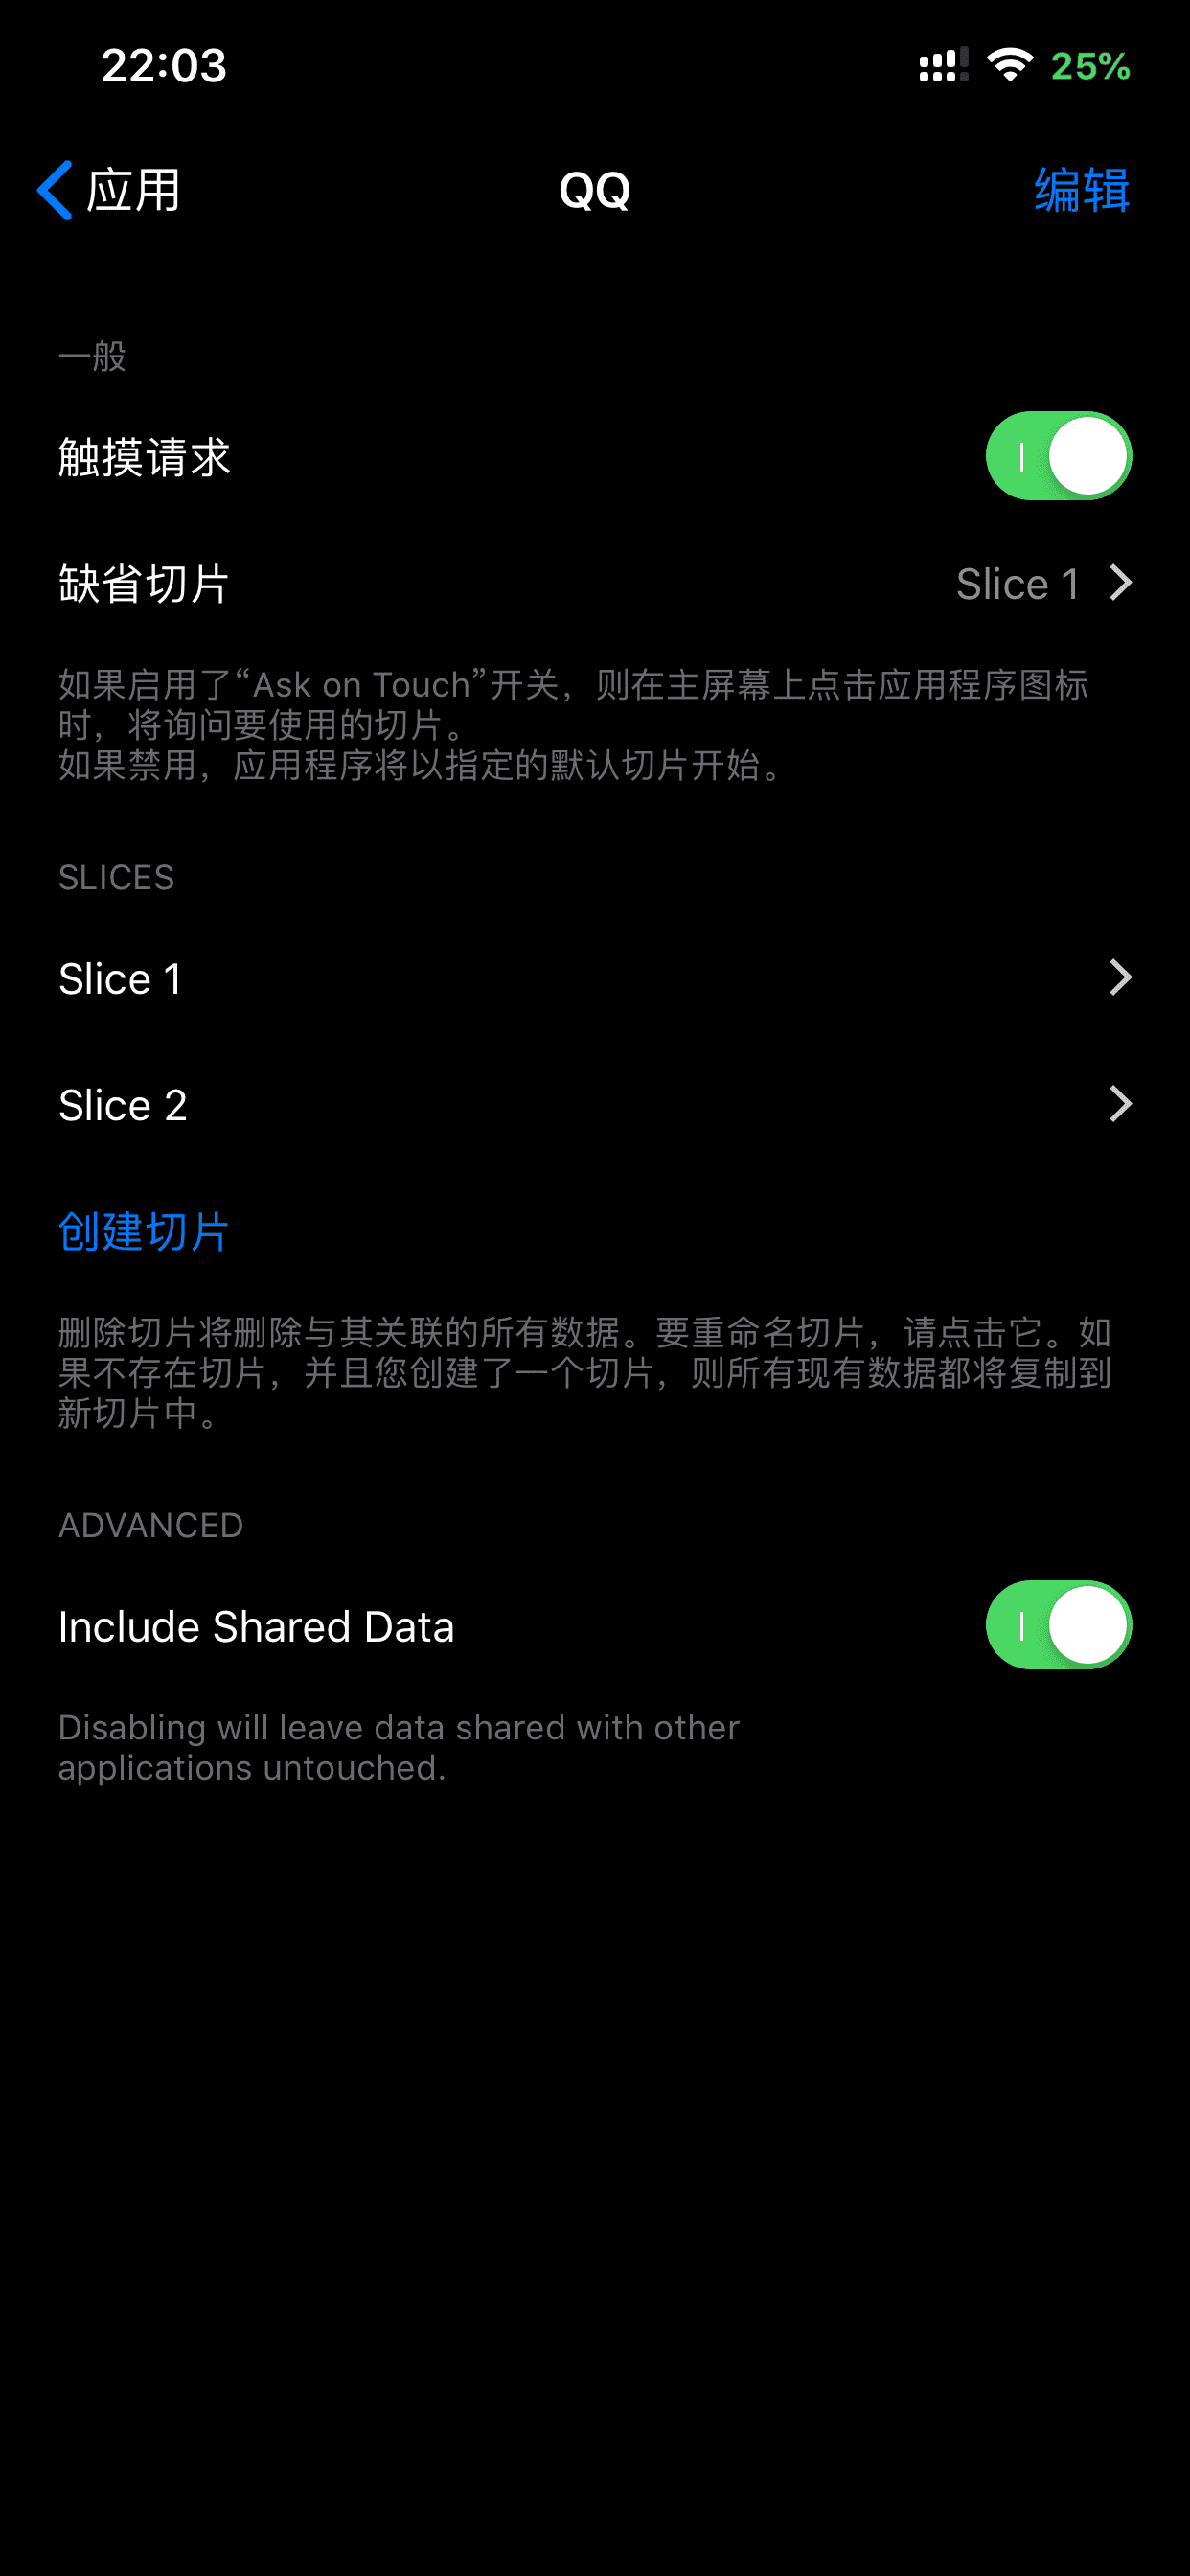 22:03
25%
应用
QQ
编辑
一般
触摸请求
缺省切片
Slice 1
如果启用了“Ask on Touch”开关，则在主屏幕上点击应用程序图标
时，将询问要使用的切片。
如果禁用，应用程序将以指定的默认切片开始。
SLICES
Slice 1
Slice 2
创建切片
删除切片将删除与其关联的所有数据。要重命名切片，请点击它。如
果不存在切片，并且您创建了一个切片，则所有现有数据都将复制到
新切片中。
ADVANCED
Include Shared Data
Disabling will leave data shared with other
applications untouched.